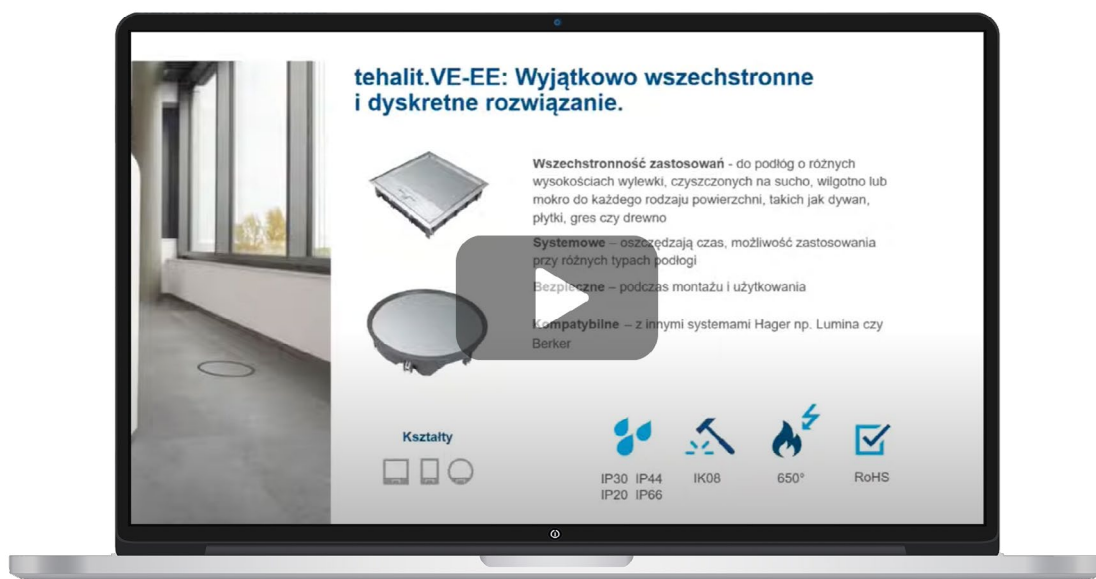 tehalit.VE-EE: Wyjątkowo wszechstronne
i dyskretne rozwiązanie.
Wszechstronność zastosowań - do podłóg o różnych
wysokościach wylewki, czyszczonych na sucho, wilgotno lub
mokro do każdego rodzaju powierzchni, takich jak dywan,
płytki, gres czy drewno
Systemowe – oszczędzają czas, możliwość zastosowania
przy różnych typach podłogi
Bezpieczne – podczas montażu i użytkowania
Kompatybilne – z innymi systemami Hager np. Lumina czy
Berker
Kształty
IP30 IP44
IP20 IP66
IK08
650°
RoHS